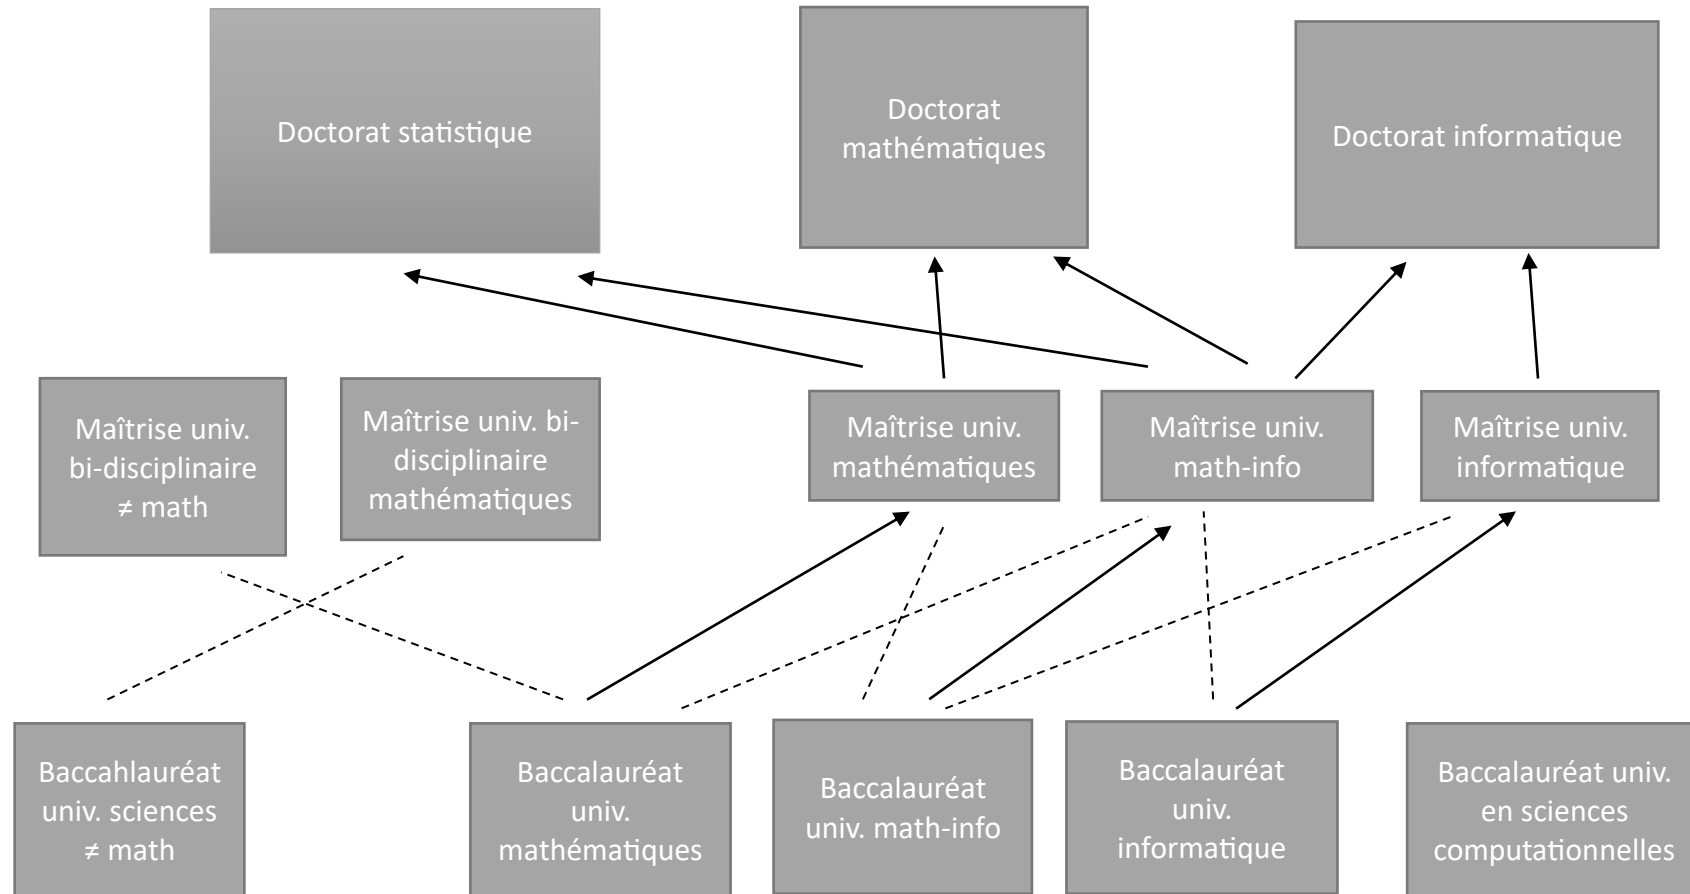 Doctorat statistique
Doctorat
mathématiques
Doctorat informatique
Maîtrise univ.
bi-disciplinaire
≠ math
Maîtrise univ. bi-
disciplinaire
mathématiques
Maîtrise univ.
mathématiques
Maîtrise univ.
math-info
Maîtrise univ.
informatique
Baccahlauréat
univ. sciences
≠ math
Baccalauréat
univ.
mathématiques
Baccalauréat
univ. math-info
Baccalauréat
univ.
informatique
Baccalauréat univ.
en sciences
computationnelles